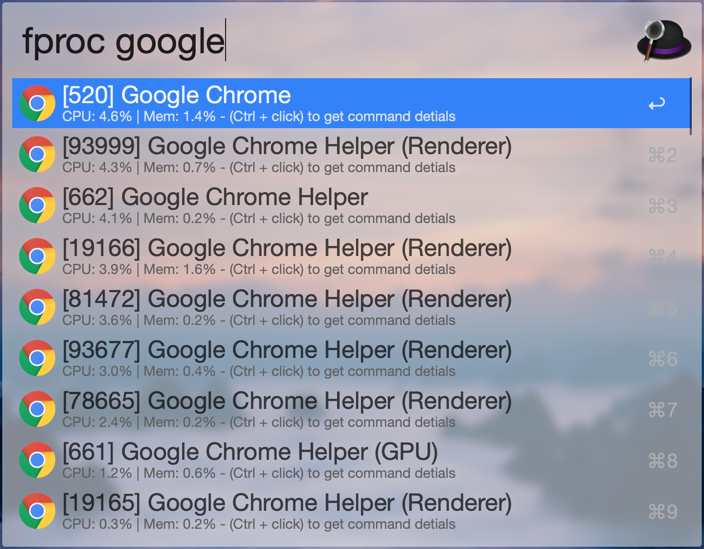 fproc google
[520] Google Chrome
CPU: 4.6% | Mem: 1.4% - (Ctrl + click) to get command detials
[93999] Google Chrome Helper (Renderer)
CPU: 4.3% | Mem: 0.7% - (Ctrl + click) to get command detials
⌘2
[662] Google Chrome Helper
CPU: 4.1% | Mem: 0.2% - (Ctrl + click) to get command detials
⌘3
[19166] Google Chrome Helper (Renderer)
CPU: 3.9% | Mem: 1.6% - (Ctrl + click) to get command detials
⌘4
[81472] Google Chrome Helper (Renderer)
CPU: 3.6% | Mem: 0.2% - (Ctrl + click) to get command detials
⌘5
[93677] Google Chrome Helper (Renderer)
CPU: 3.0% | Mem: 0.4% - (Ctrl + click) to get command detials
⌘6
[78665] Google Chrome Helper (Renderer)
CPU: 2.4% | Mem: 0.2% - (Ctrl + click) to get command detials
⌘7
[661] Google Chrome Helper (GPU)
CPU: 1.2% | Mem: 0.6% - (Ctrl + click) to get command detials
⌘8
[19165] Google Chrome Helper (Renderer)
CPU: 0.3% | Mem: 0.2% - (Ctrl + click) to get command detials
⌘9